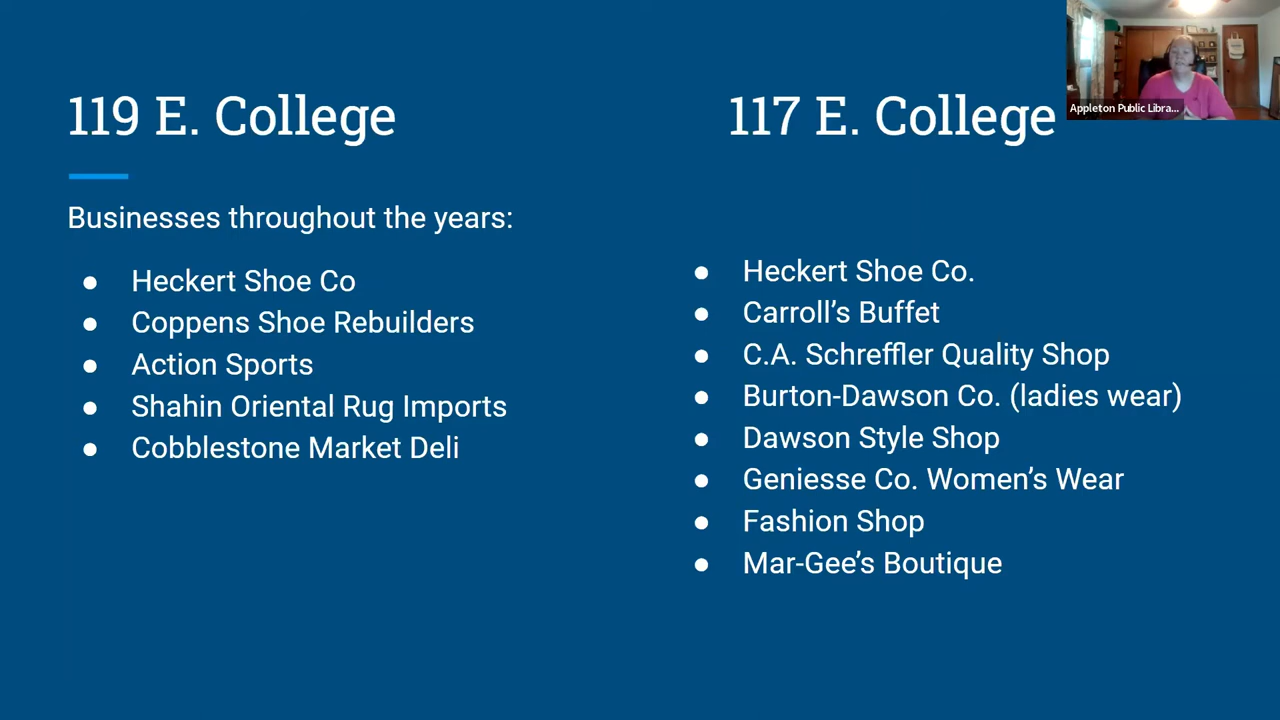 119 E. College
Businesses throughout the years:
● Heckert Shoe Co
● Coppens Shoe Rebuilders
● Action Sports
● Shahin Oriental Rug Imports
● Cobblestone Market Deli
117 E. College
● Heckert Shoe Co.
● Carroll’s Buffet
● C.A. Schreffler Quality Shop
● Burton-Dawson Co. (ladies wear)
● Dawson Style Shop
● Geniesse Co. Women’s Wear
● Fashion Shop
● Mar-Gee’s Boutique
Appleton Public Libra...